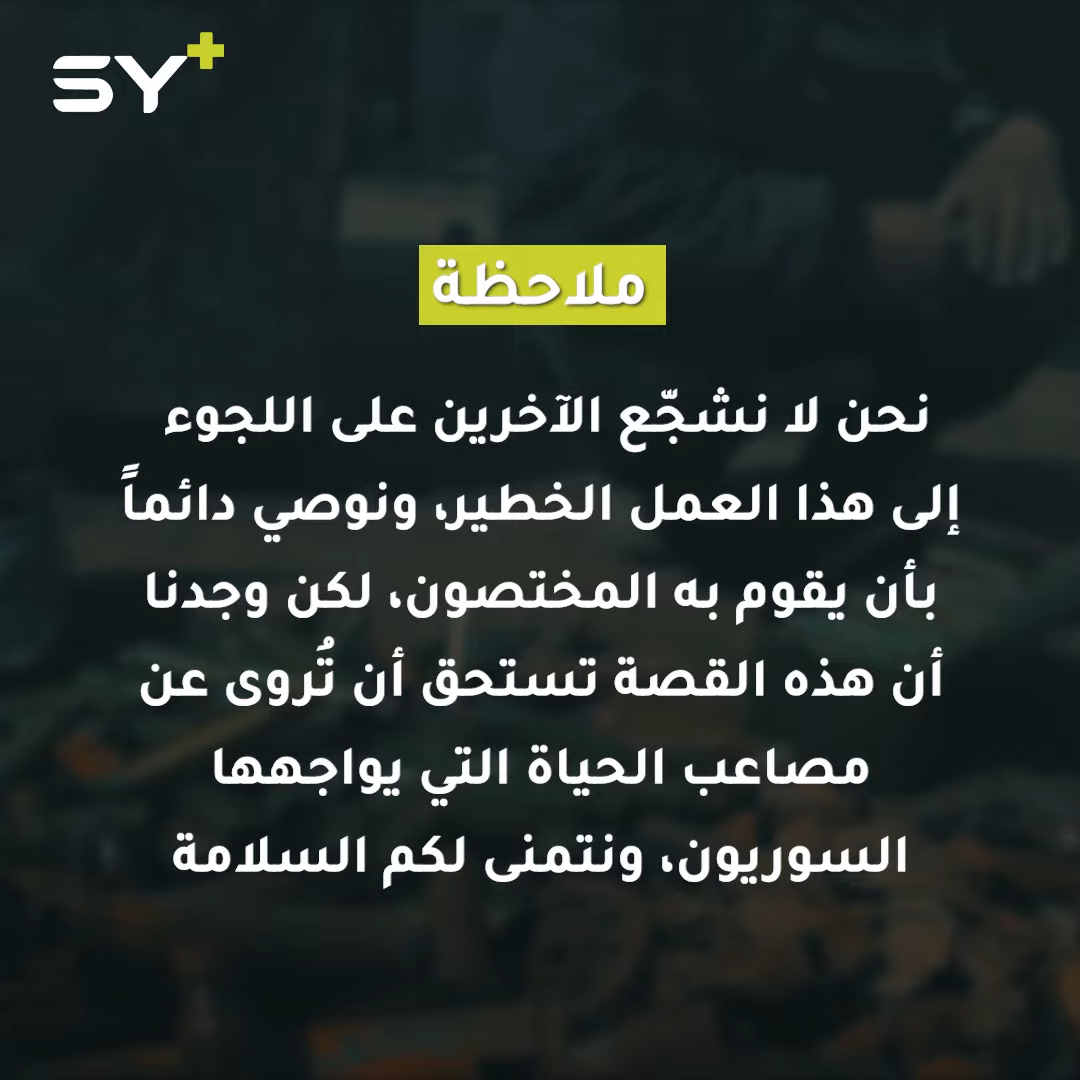 SY+
ملاحظة
نحن لا نشجّع الآخرين على اللجوء
إلى هذا العمل الخطير، ونوصي دائماً
بأن يقوم به المختصون، لكن وجدنا
أن هذه القصة تستحق أن تُروى عن
مصاعب الحياة التي يواجهها
السوريون، ونتمنى لكم السلامة